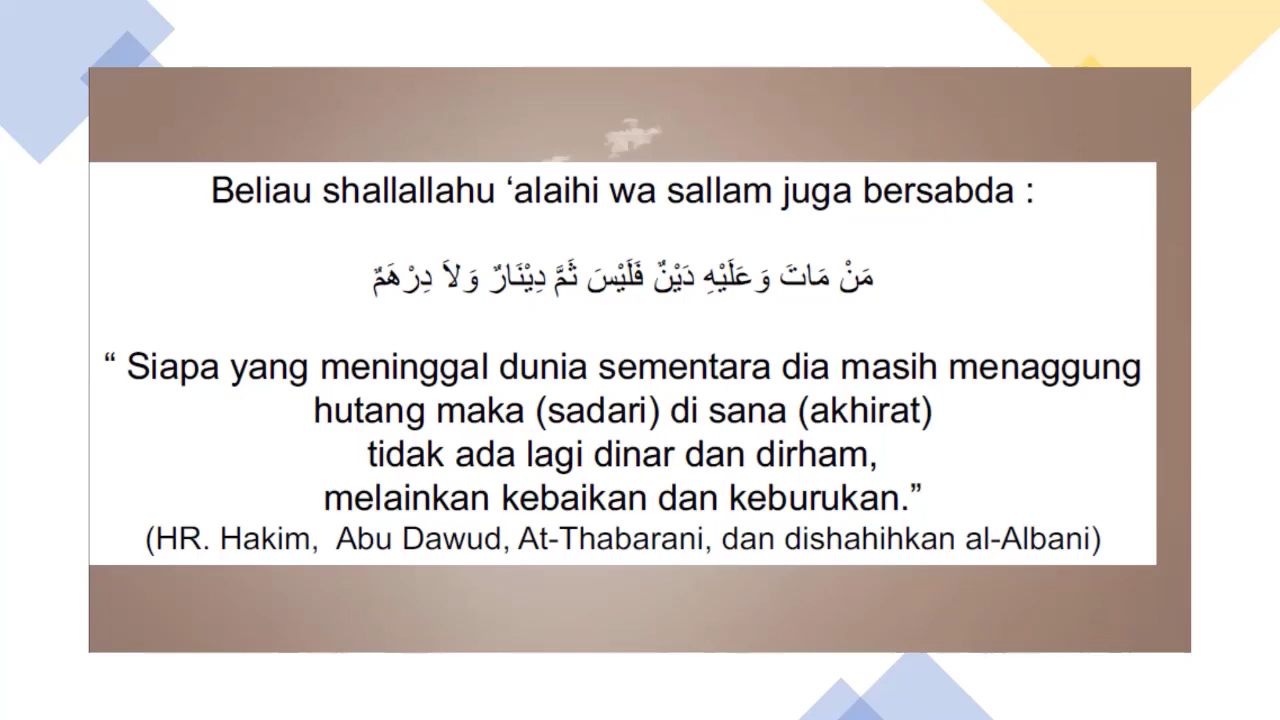 Beliau shallallahu ‘alaihi wa sallam juga bersabda :
مَنْ مَاتَ وَعَلَيْهِ دَيْنٌ فَلَيْسَ ثَمَّ دِيْنَارٌ وَلاَ دِرْهَمٌ
“ Siapa yang meninggal dunia sementara dia masih menaggung
hutang maka (sadari) di sana (akhirat)
tidak ada lagi dinar dan dirham,
melainkan kebaikan dan keburukan.”
(HR. Hakim, Abu Dawud, At-Thabarani, dan dishahihkan al-Albani)